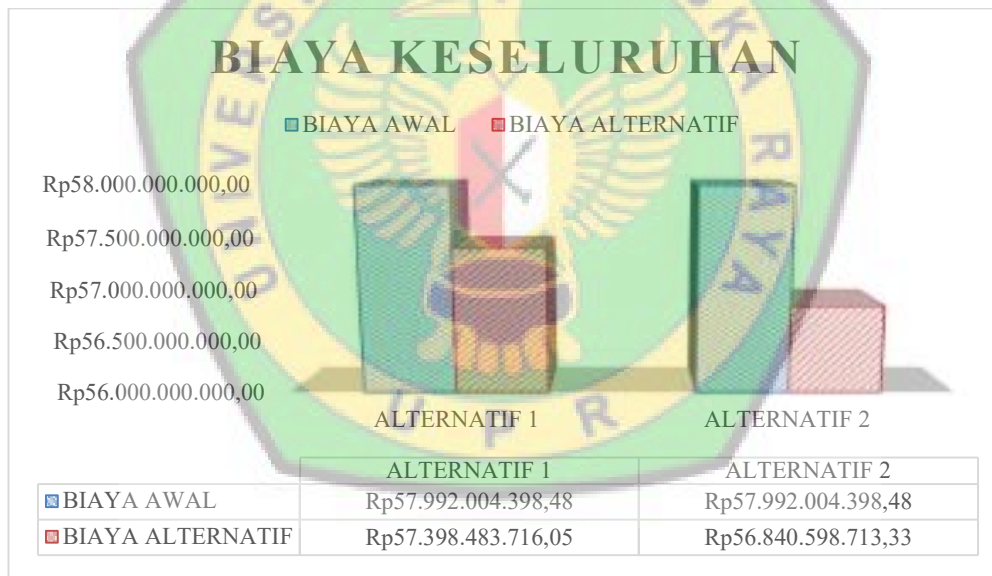 BIAYA KESELURUHAN
BIAYA AWAL BIAYA ALTERNATIF
Rp58.000.000.000,00
Rp57.500.000.000,00
Rp57.000.000.000,00
Rp56.500.000.000,00
Rp56.000.000.000,00
ALTERNATIF 1 ALTERNATIF 2
ALTERNATIF 1 ALTERNATIF 2
BIAYA AWAL Rp57.992.004.398,48 Rp57.992.004.398,48
BIAYA ALTERNATIF Rp57.398.483.716,05 Rp56.840.598.713,33
RAYA
U P R